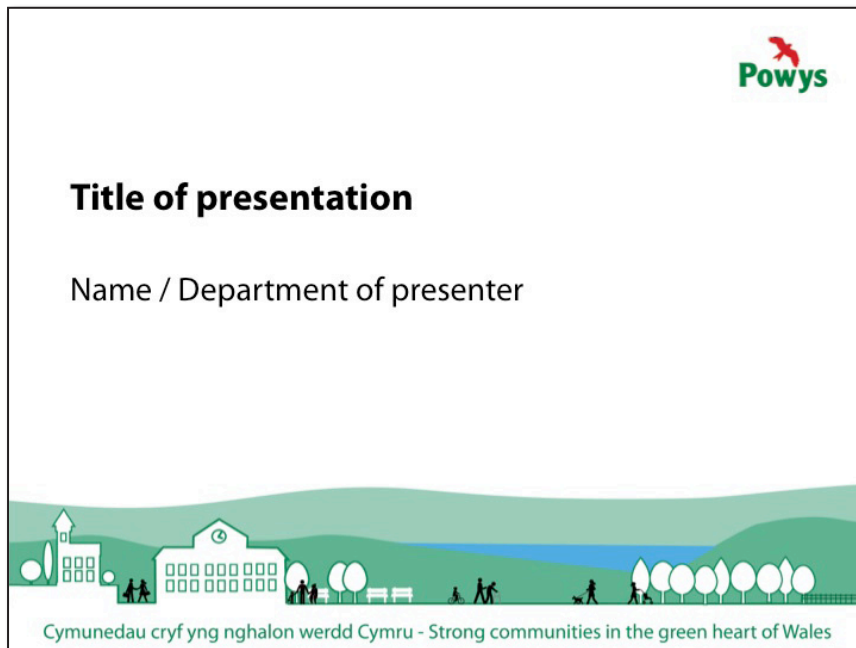 Powys
Title of presentation
Name / Department of presenter
Cymunedau cryf yng nghalon werdd Cymru - Strong communities in the green heart of Wales